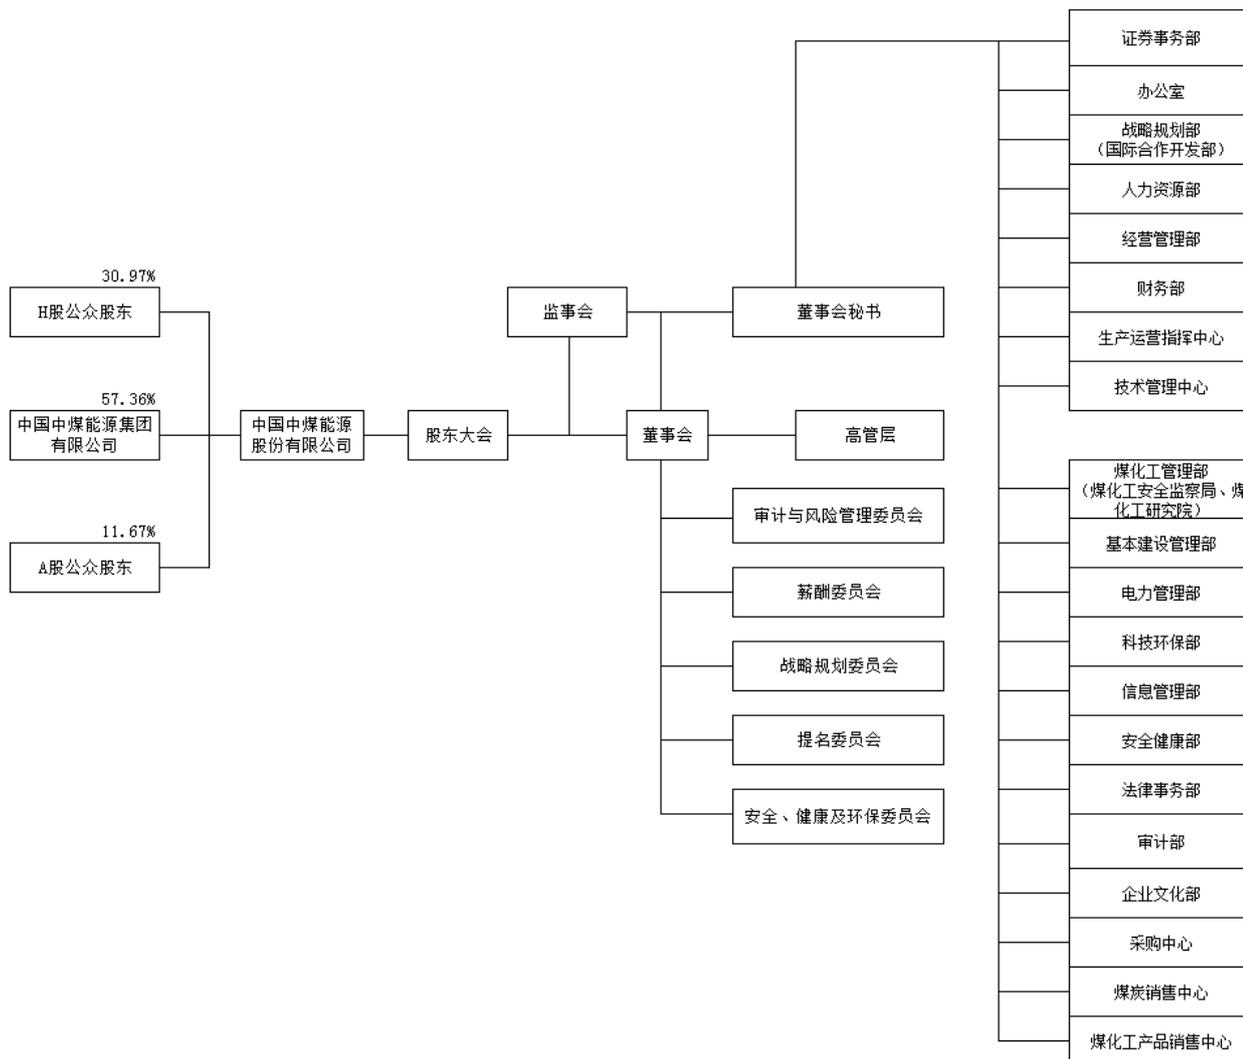 30.97%
H股公众股东
57.36%
中国中煤能源集团
有限公司
11.67%
A股公众股东
中国中煤能源
股份有限公司
股东大会
监事会
董事会
董事会秘书
高管层
审计与风险管理委员会
薪酬委员会
战略规划委员会
提名委员会
安全、健康及环保委员会
证券事务部
办公室
战略规划部
（国际合作开发部）
人力资源部
经营管理部
财务部
生产运营指挥中心
技术管理中心
煤化工管理部
（煤化工安全监察局、煤
化工研究院）
基本建设管理部
电力管理部
科技环保部
信息管理部
安全健康部
法律事务部
审计部
企业文化部
采购中心
煤炭销售中心
煤化工产品销售中心